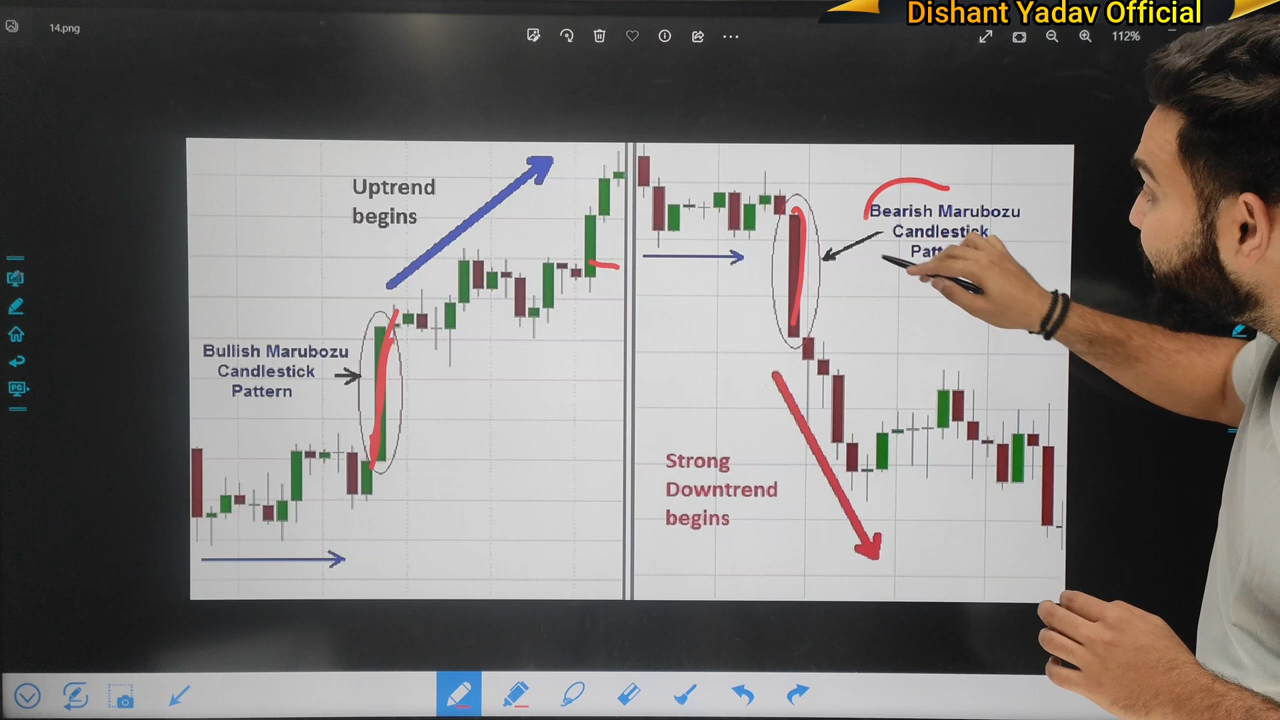 Dishant Yadav Official
14.png
112%
Uptrend
begins
Bullish Marubozu
Candlestick
Pattern
Bearish Marubozu
Candlestick
Strong
Downtrend
begins